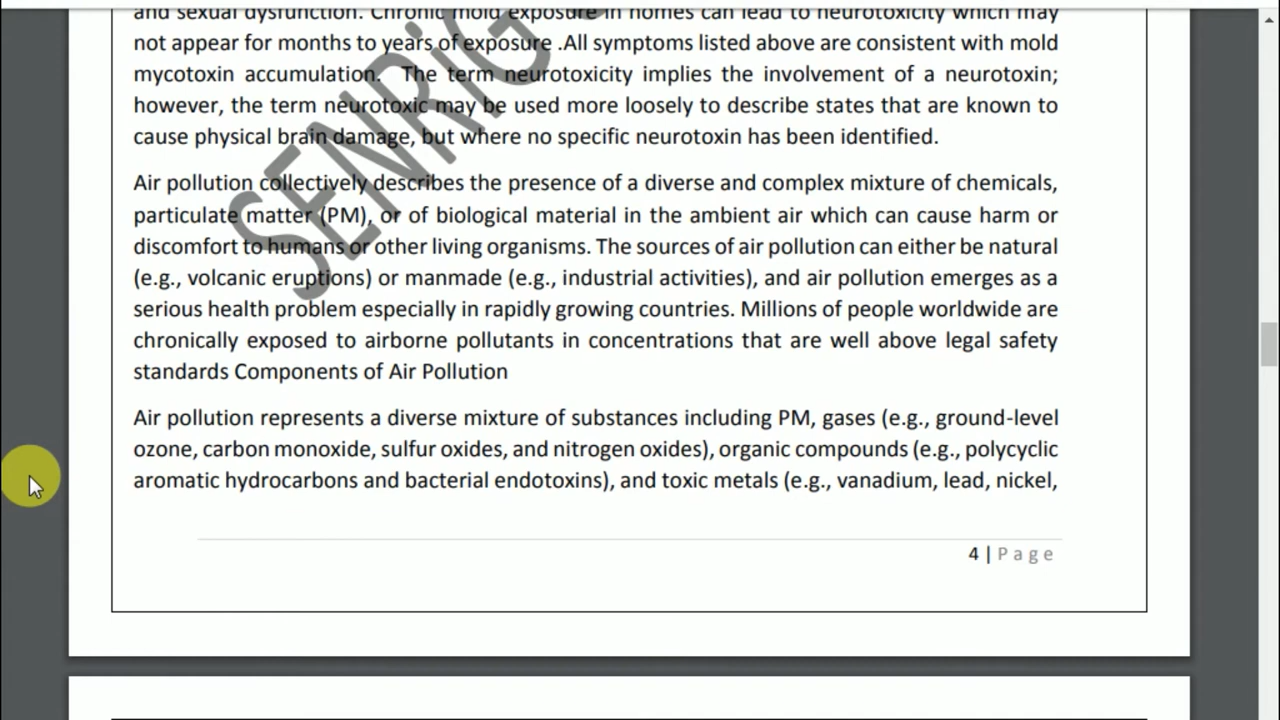 and sexual dysfunction. Chronic mold exposure in homes can lead to neurotoxicity which may
not appear for months to years of exposure .All symptoms listed above are consistent with mold
mycotoxin accumulation. The term neurotoxicity implies the involvement of a neurotoxin;
however, the term neurotoxic may be used more loosely to describe states that are known to
cause physical brain damage, but where no specific neurotoxin has been identified.
Air pollution collectively describes the presence of a diverse and complex mixture of chemicals,
particulate matter (PM), or of biological material in the ambient air which can cause harm or
discomfort to humans or other living organisms. The sources of air pollution can either be natural
(e.g., volcanic eruptions) or manmade (e.g., industrial activities), and air pollution emerges as a
serious health problem especially in rapidly growing countries. Millions of people worldwide are
chronically exposed to airborne pollutants in concentrations that are well above legal safety
standards Components of Air Pollution
Air pollution represents a diverse mixture of substances including PM, gases (e.g., ground-level
ozone, carbon monoxide, sulfur oxides, and nitrogen oxides), organic compounds (e.g., polycyclic
aromatic hydrocarbons and bacterial endotoxins), and toxic metals (e.g., vanadium, lead, nickel,
4 | Page